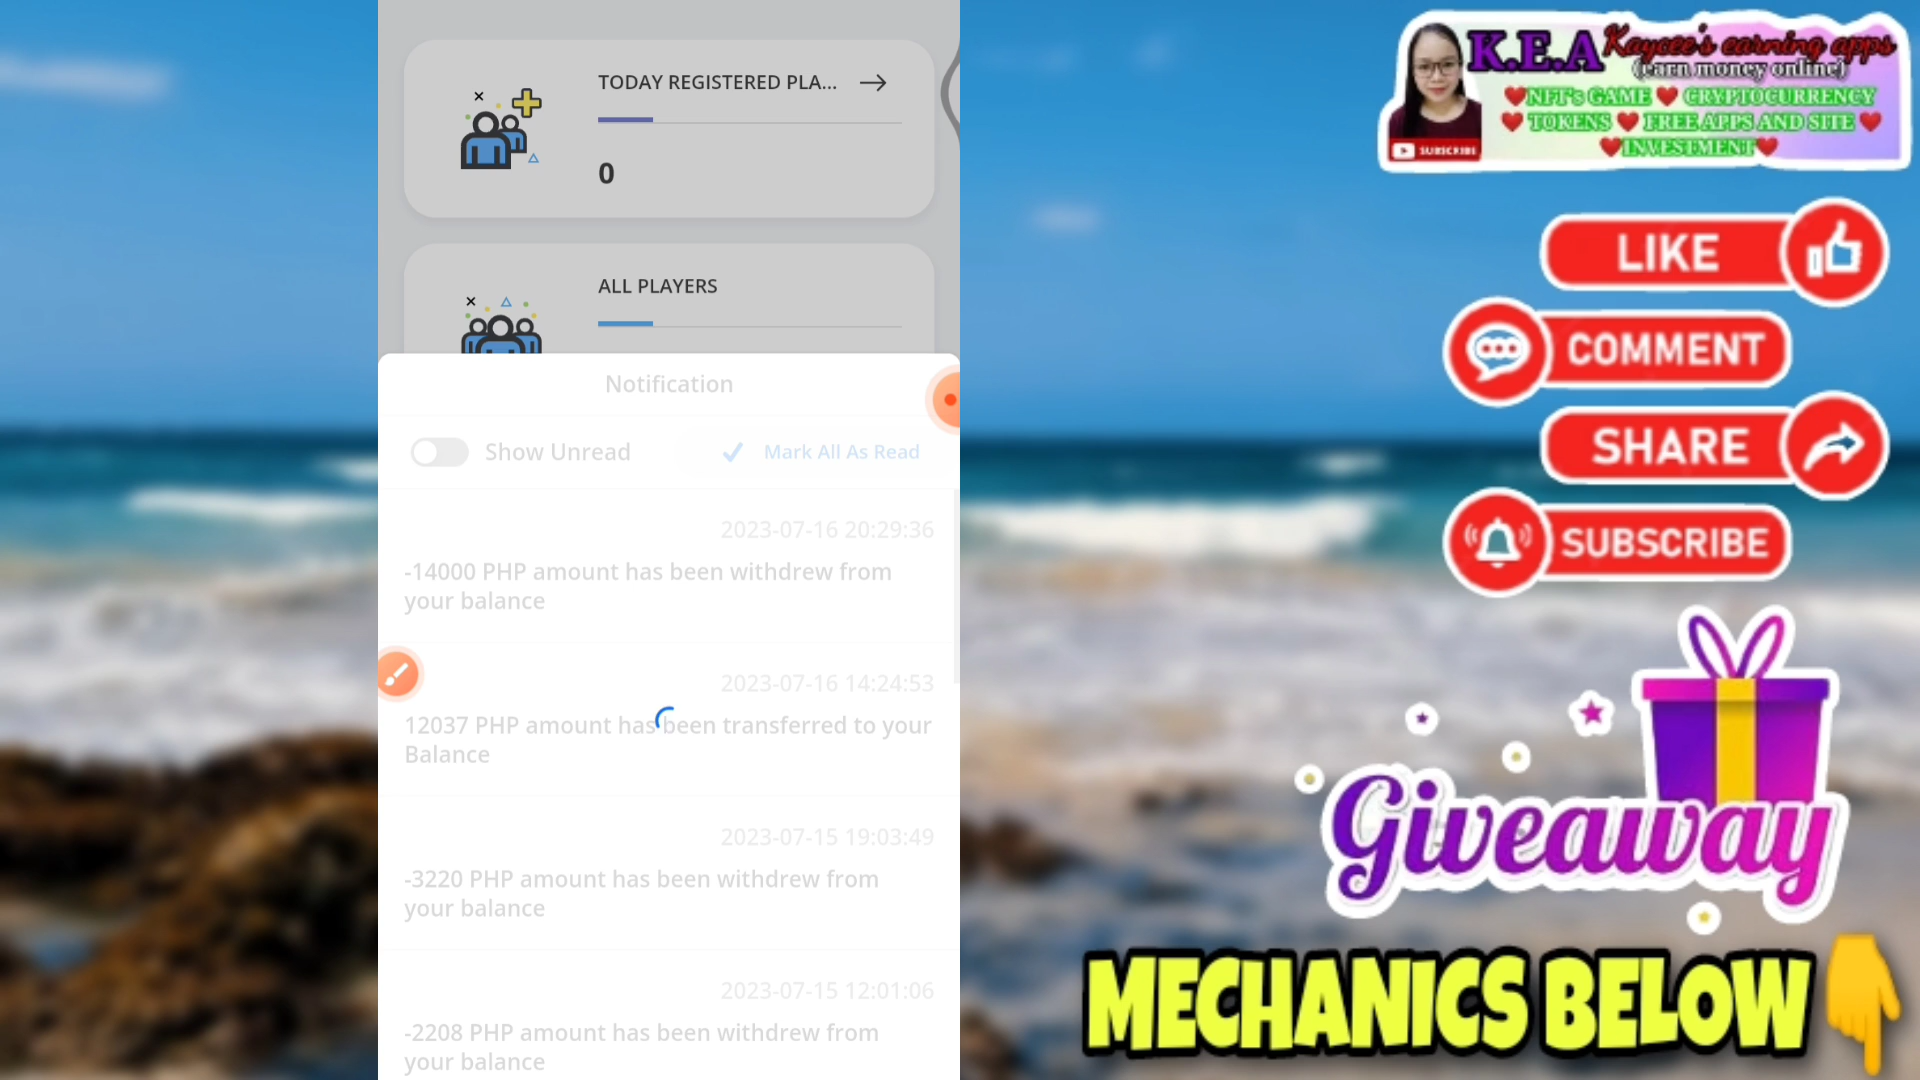 TODAY REGISTERED PLA...
0
ALL PLAYERS
Notification
Show Unread
Mark All As Read
2023-07-16 20:29:36
-14000 PHP amount has been withdrew from
your balance
2023-07-16 14:24:53
12037 PHP amount has been transferred to your
Balance
2023-07-15 19:03:49
-3220 PHP amount has been withdrew from
your balance
2023-07-15 12:01:06
-2208 PHP amount has been withdrew from
your balance
K.E.A Kaycee's earning apps
(earn money online)
NFT's GAME CRYPTOCURRENCY
TOKENS FREE APPS AND SITE
INVESTMENT
SUBSCRIBE
LIKE
COMMENT
SHARE
SUBSCRIBE
Giveaway
MECHANICS BELOW